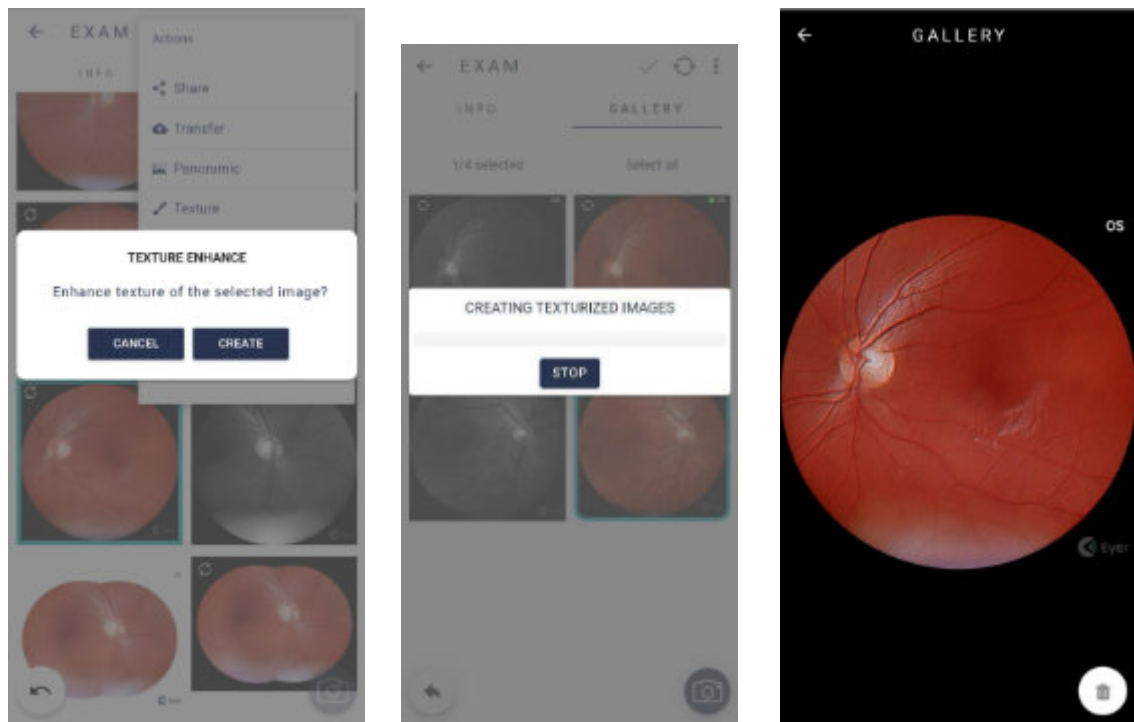 EXAM
Actions
INFO
Share
Transfer
Panoramic
Texture
TEXTURE ENHANCE
Enhance texture of the selected image?
CANCEL CREATE
EXAM
INFO GALLERY
1/4 selected Select all
CREATING TEXTURIZED IMAGES
STOP
GALLERY
OS
Eyer